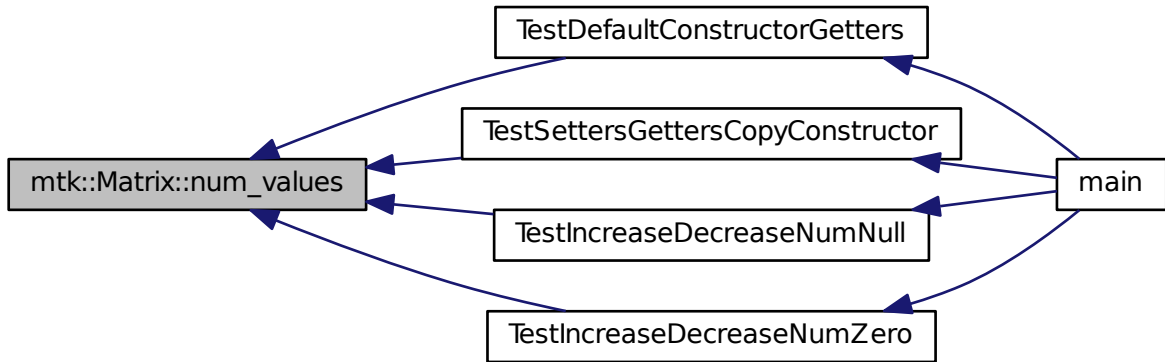 mtk::Matrix::num_values
TestDefaultConstructorGetters
TestSettersGettersCopyConstructor
TestIncreaseDecreaseNumNull
TestIncreaseDecreaseNumZero
main